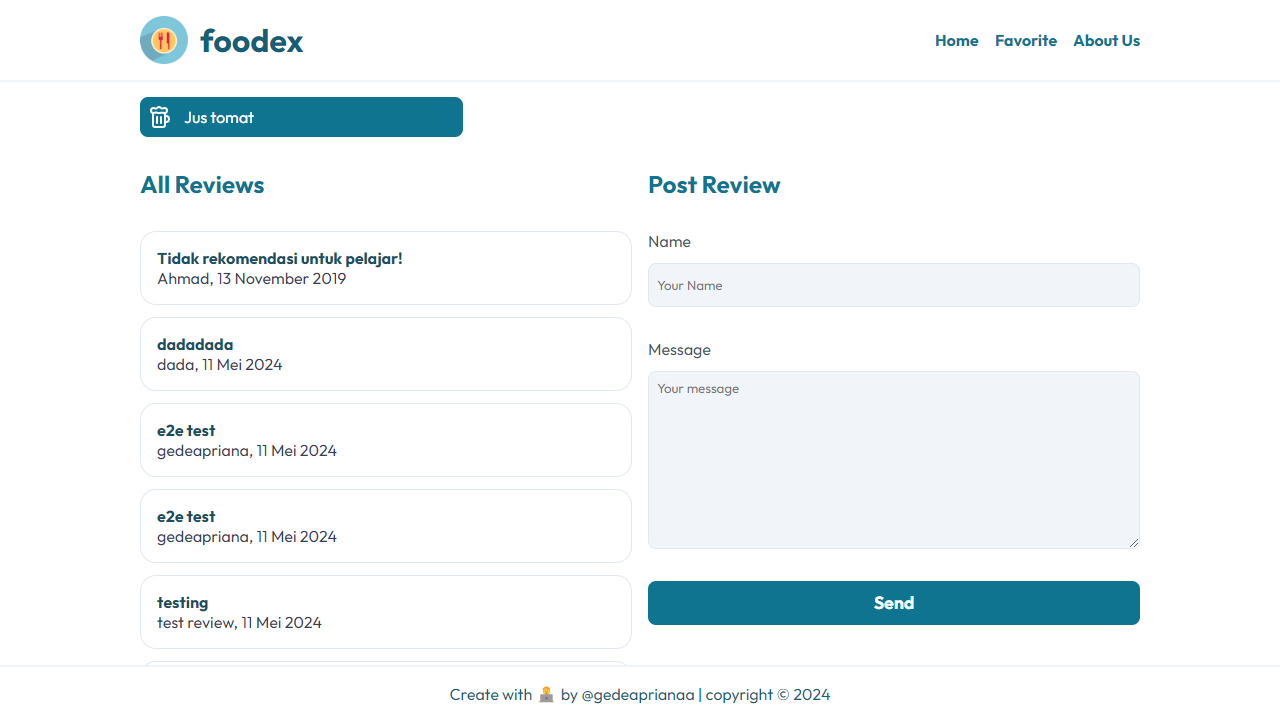 foodex
Home Favorite About Us
Jus tomat
All Reviews
Tidak rekomendasi untuk pelajar!
Ahmad, 13 November 2019
dadadada
dada, 11 Mei 2024
e2e test
gedeapriana, 11 Mei 2024
e2e test
gedeapriana, 11 Mei 2024
testing
test review, 11 Mei 2024
Post Review
Name
Your Name
Message
Your message
Send
Create with 👨‍💻 by @gedeaprianaa | copyright © 2024